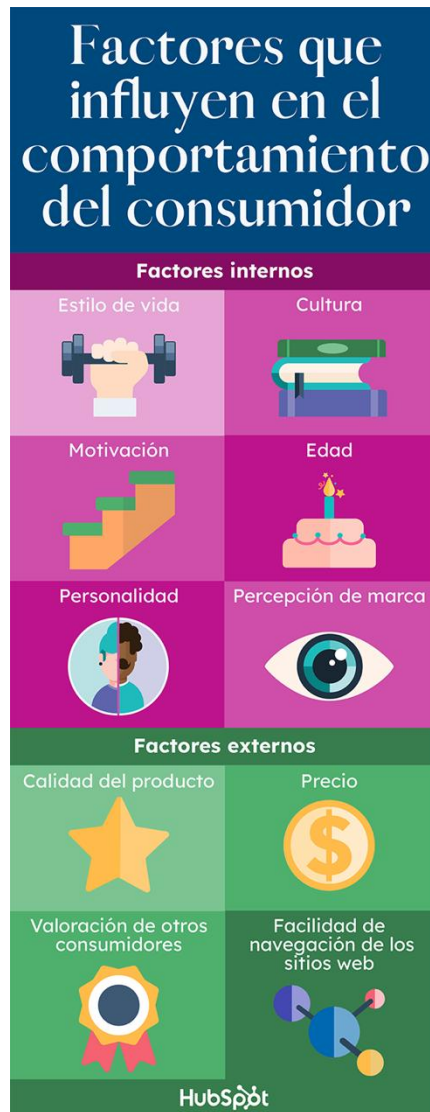 Factores que
influyen en el
comportamiento
del consumidor
Factores internos
Estilo de vida
Cultura
Motivación
Edad
Personalidad
Percepción de marca
Factores externos
Calidad del producto
Precio
$
Valoración de otros
consumidores
Facilidad de
navegación de los
sitios web
HubSpot